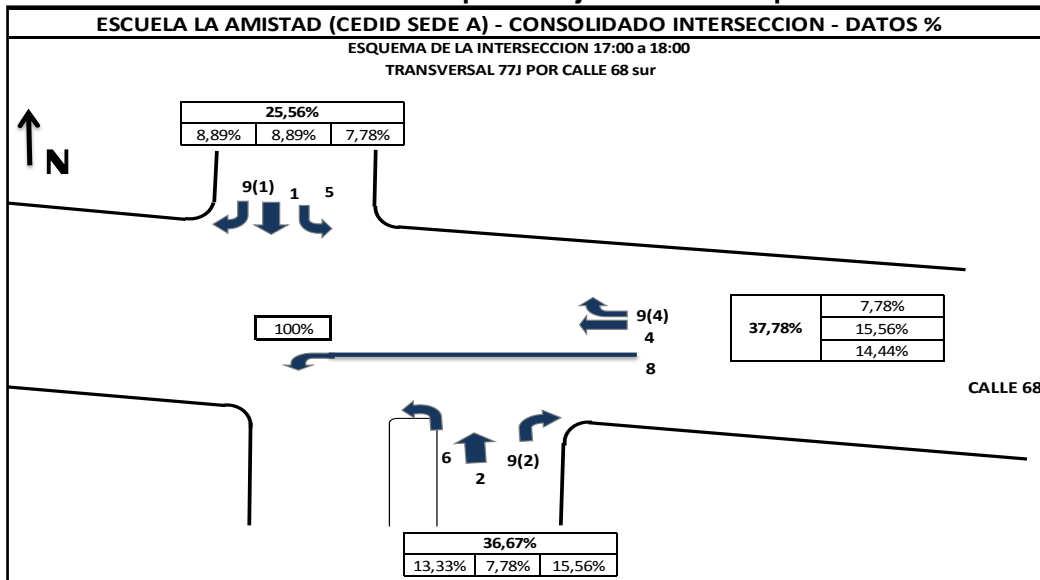 ESCUELA LA AMISTAD (CEDID SEDE A) - CONSOLIDADO INTERSECCION - DATOS %
ESQUEMA DE LA INTERSECCION 17:00 a 18:00
TRANSVERSAL 77J POR CALLE 68 sur
25,56%
8,89% 8,89% 7,78%
N
9(1) 1 5
7,78%
9(4)
37,78% 15,56%
100%
4
14,44%
8
CALLE 68
6 9(2)
2
36,67%
13,33% 7,78% 15,56%